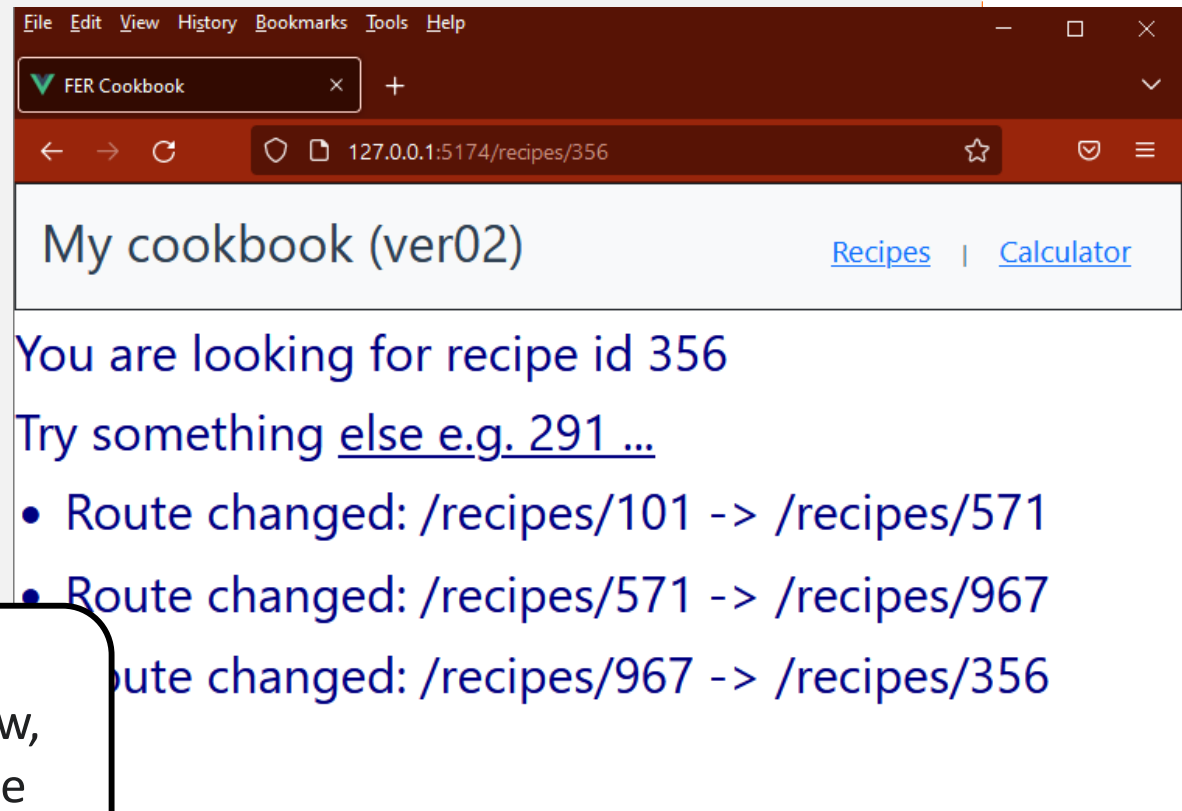 File Edit View History Bookmarks Tools Help
FER Cookbook
127.0.0.1:5174/recipes/356
My cookbook (ver02)
Recipes | Calculator
You are looking for recipe id 356
Try something else e.g. 291 ...
• Route changed: /recipes/101 -> /recipes/571
• Route changed: /recipes/571 -> /recipes/967
oute changed: /recipes/967 -> /recipes/356
w,
e